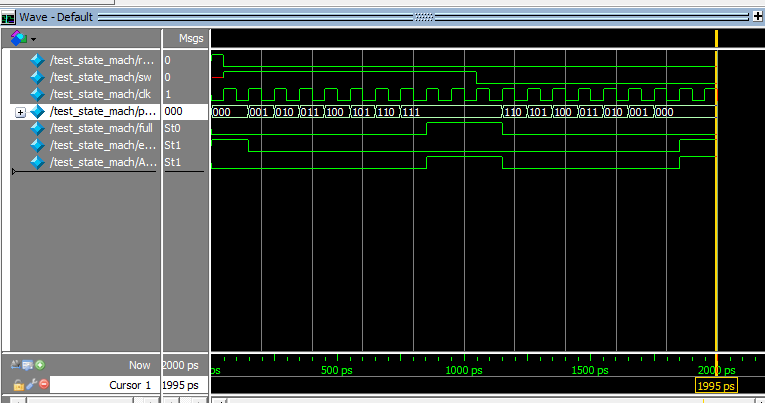 Wave - Default
Msgs
/test_state_mach/r... 0
/test_state_mach/sw 0
/test_state_mach/clk 1
/test_state_mach/p... 000 000 001 010 011 100 101 110 111 110 101 100 011 010 001 000
/test_state_mach/full St0
/test_state_mach/e... St1
/test_state_mach/A... St1
Now 2000 ps ps 500 ps 1000 ps 1500 ps 2000 ps
Cursor 1 1995 ps 1995 ps